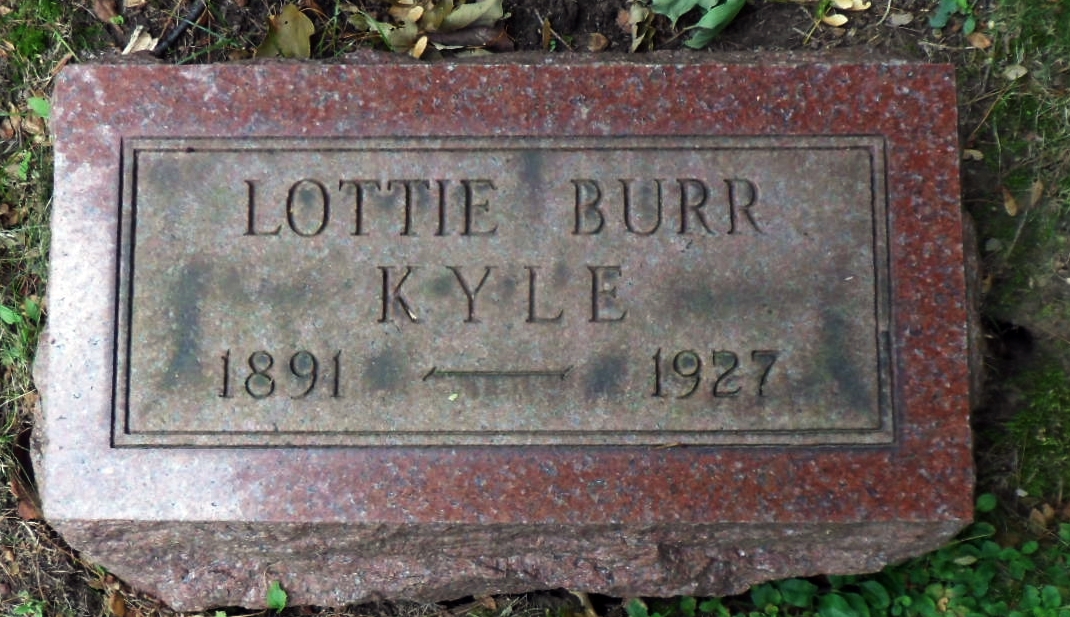 LOTTIE BURR
KYLE
1891 — 1927